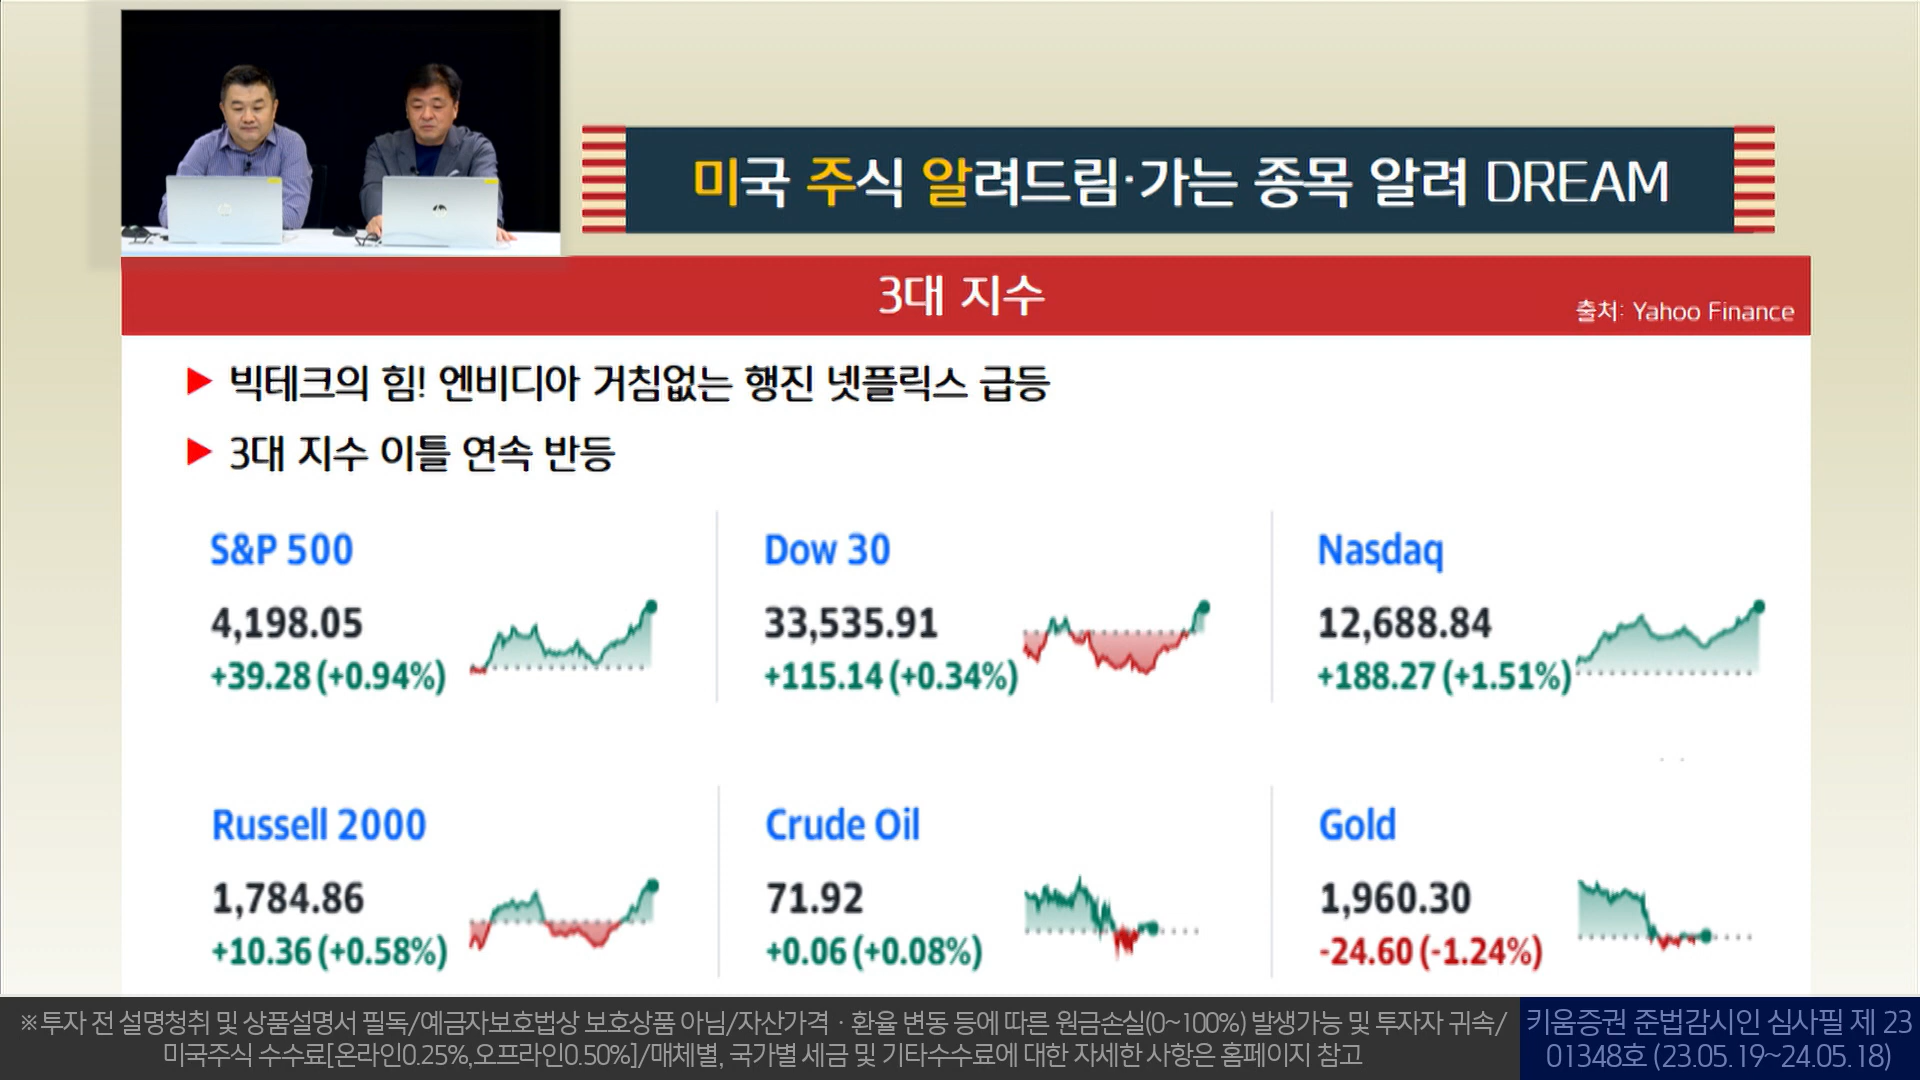 미국 주식 알려드림·가는 종목 알려 DREAM
3대 지수
출처: Yahoo Finance
▶ 빅테크의 힘! 엔비디아 거침없는 행진 넷플릭스 급등
▶ 3대 지수 이틀 연속 반등
S&P 500
4,198.05
+39.28 (+0.94%)
Dow 30
33,535.91
+115.14 (+0.34%)
Nasdaq
12,688.84
+188.27 (+1.51%)
Russell 2000
1,784.86
+10.36 (+0.58%)
Crude Oil
71.92
+0.06 (+0.08%)
Gold
1,960.30
-24.60 (-1.24%)
※투자 전 설명청취 및 상품설명서 필독/예금자보호법상 보호상품 아님/자산가격 · 환율 변동 등에 따른 원금손실(0~100%) 발생가능 및 투자자 귀속/
미국주식 수수료[온라인0.25%,오프라인0.50%]/매체별, 국가별 세금 및 기타수수료에 대한 자세한 사항은 홈페이지 참고
키움증권 준법감시인 심사필 제 23
01348호 (23.05.19~24.05.18)